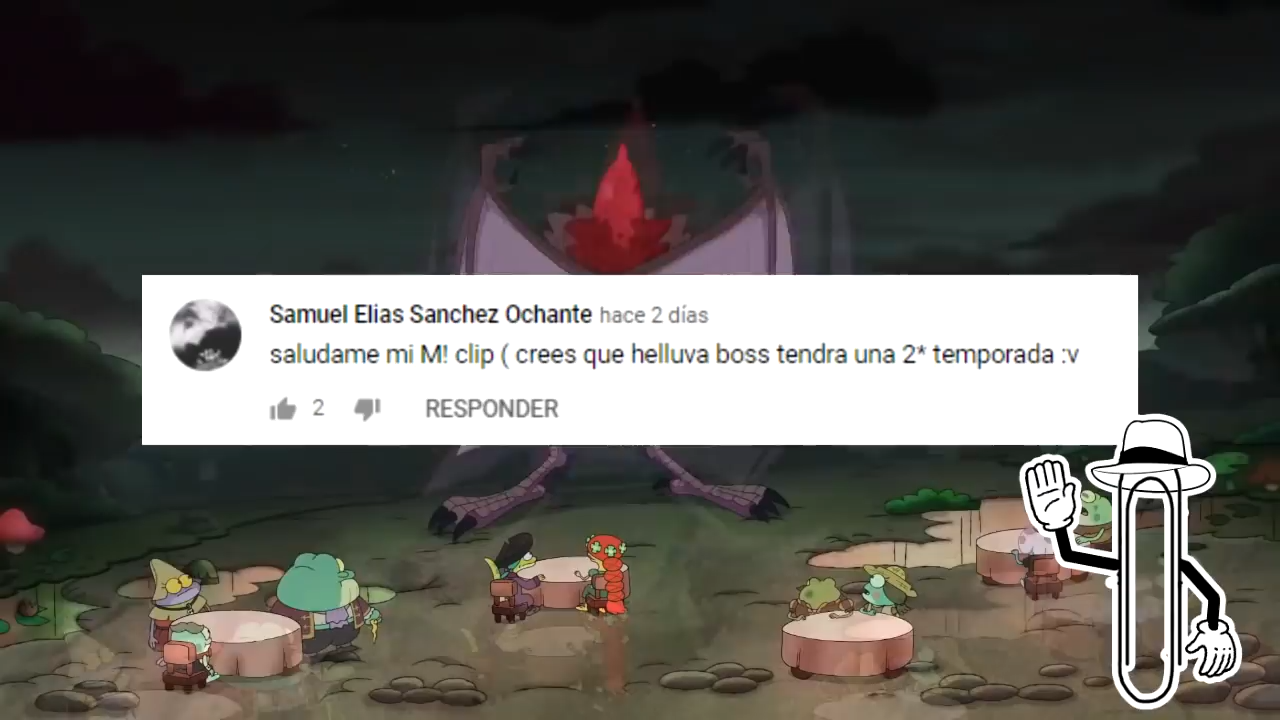 Samuel Elias Sanchez Ochante hace 2 días
saludame mi M! clip ( crees que helluva boss tendra una 2* temporada :v
2 RESPONDER